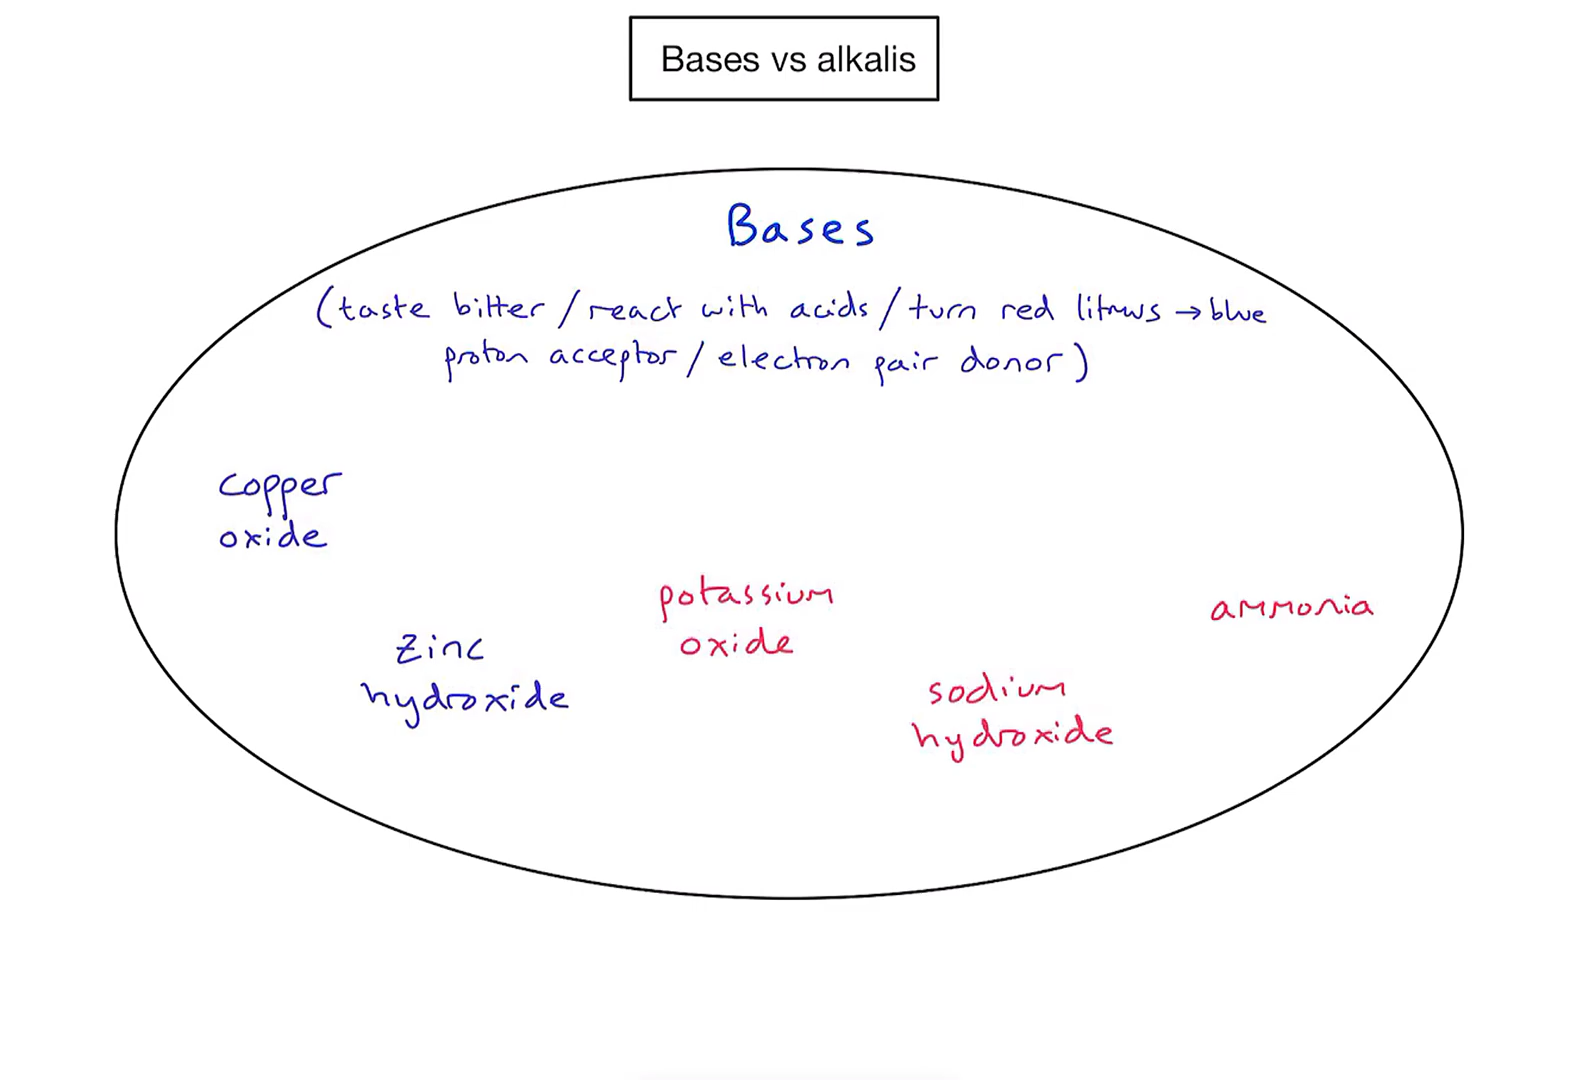 Bases vs alkalis
Bases
(taste bitter / react with acids / turn red litmus → blue
proton acceptor / electron pair donor)
copper
oxide
potassium
oxide
ammonia
zinc
hydroxide
sodium
hydroxide